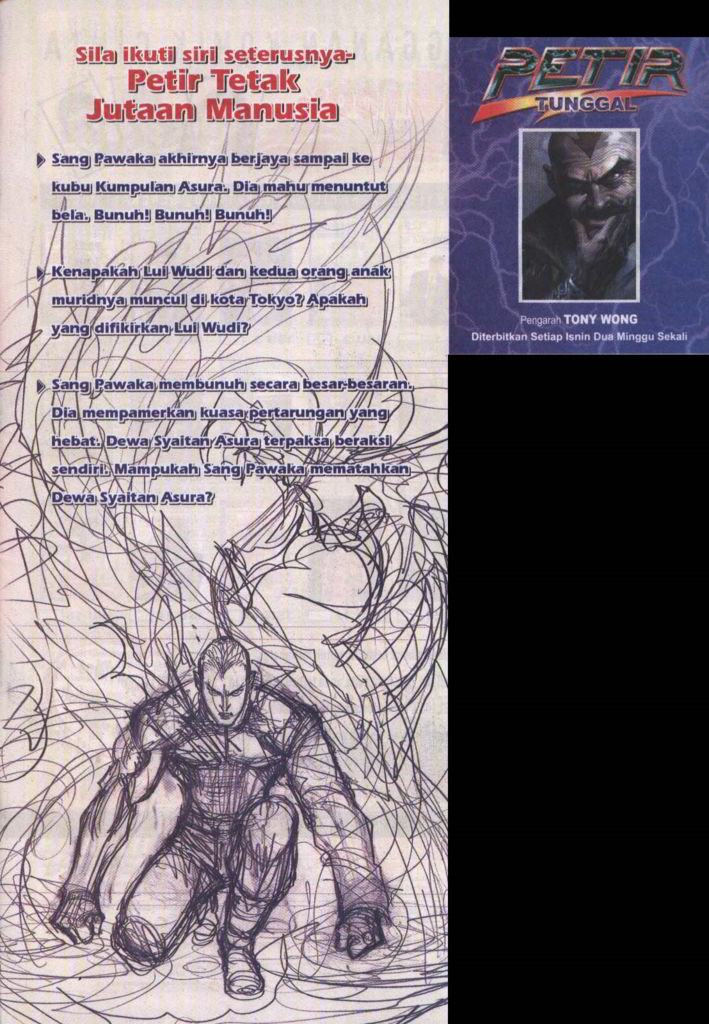 Sila ikuti siri seterusnya-
Petir Tetak
Jutaan Manusia
Sang Pawaka akhirnya berjaya sampai ke
kubu Kumpulan Asura. Dia mahu menuntut
bela. Bunuh! Bunuh! Bunuh!
Kenapakah Lui Wudi dan kedua orang anak
muridnya muncul di kota Tokyo? Apakah
yang difikirkan Lui Wudi?
Sang Pawaka membunuh secara besar-besaran.
Dia mempamerkan kuasa pertarungan yang
hebat. Dewa Syaitan Asura terpaksa beraksi
sendiri. Mampukah Sang Pawaka mematahkan
Dewa Syaitan Asura?
PETIR
TUNGGAL
Pengarah TONY WONG
Diterbitkan Setiap Isnin Dua Minggu Sekali